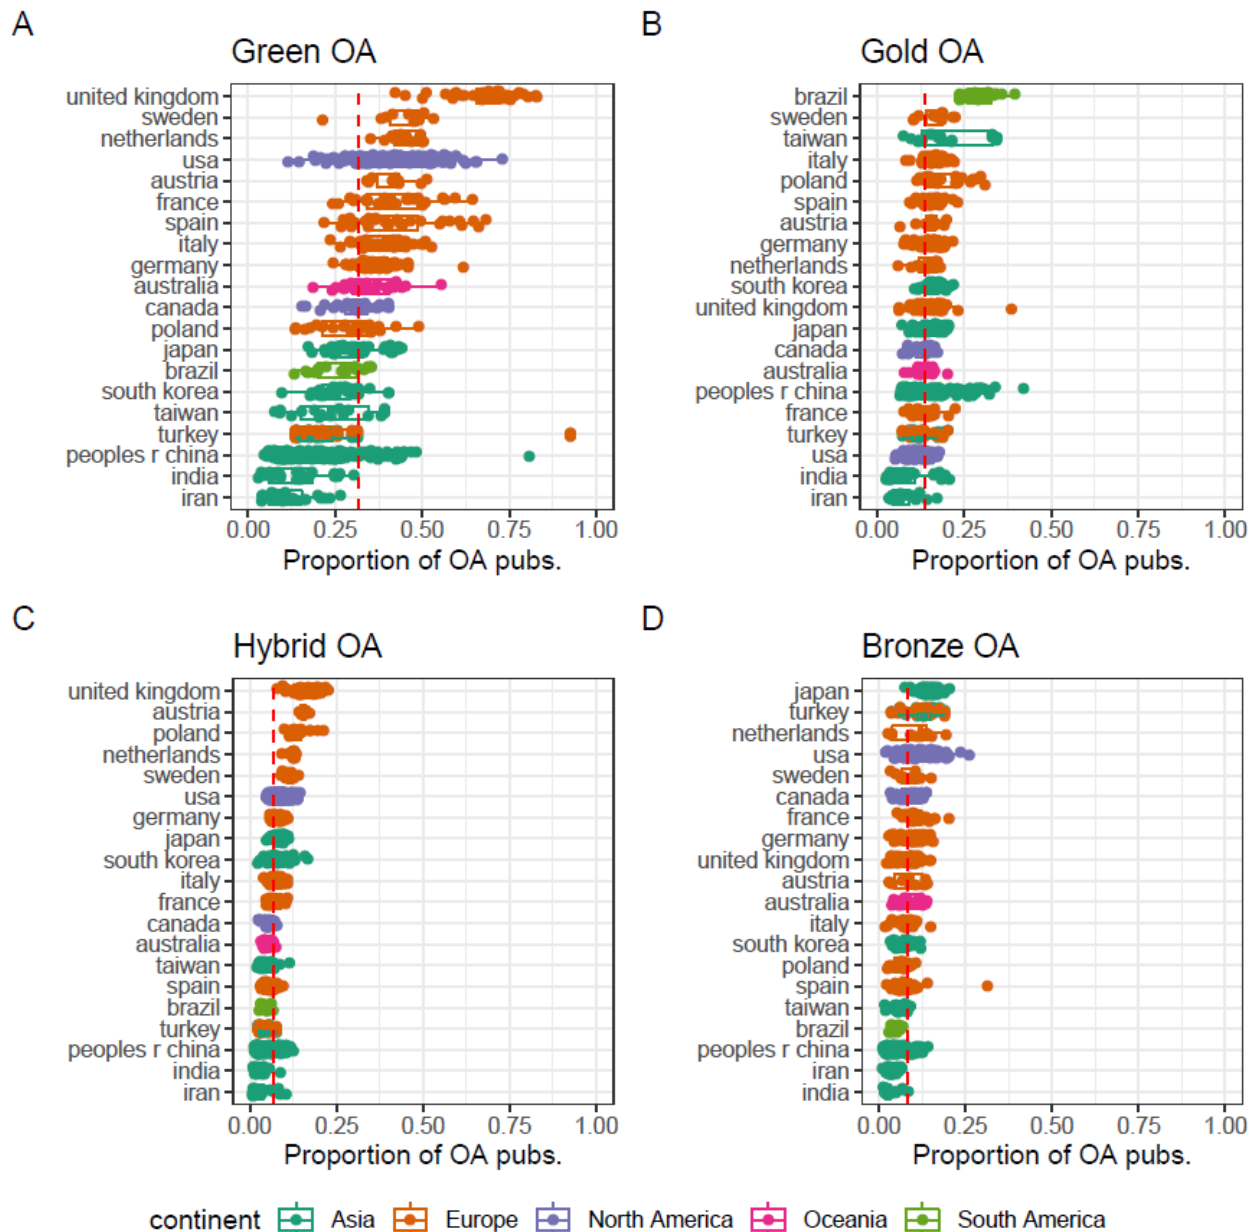 A
Green OA
united kingdom
sweden
netherlands
usa
austria
france
spain
italy
germany
australia
canada
poland
japan
brazil
south korea
taiwan
turkey
peoples r china
india
iran
0.00 0.25 0.50 0.75 1.00
Proportion of OA pubs.
B
Gold OA
brazil
sweden
taiwan
italy
poland
spain
austria
germany
netherlands
south korea
united kingdom
japan
canada
australia
peoples r china
france
turkey
usa
india
iran
0.00 0.25 0.50 0.75 1.00
Proportion of OA pubs.
C
Hybrid OA
united kingdom
austria
poland
netherlands
sweden
usa
germany
japan
south korea
italy
france
canada
australia
taiwan
spain
brazil
turkey
peoples r china
india
iran
0.00 0.25 0.50 0.75 1.00
Proportion of OA pubs.
D
Bronze OA
japan
turkey
netherlands
usa
sweden
canada
france
germany
united kingdom
austria
australia
italy
south korea
poland
spain
taiwan
brazil
peoples r china
iran
india
0.00 0.25 0.50 0.75 1.00
Proportion of OA pubs.
continent Asia Europe North America Oceania South America